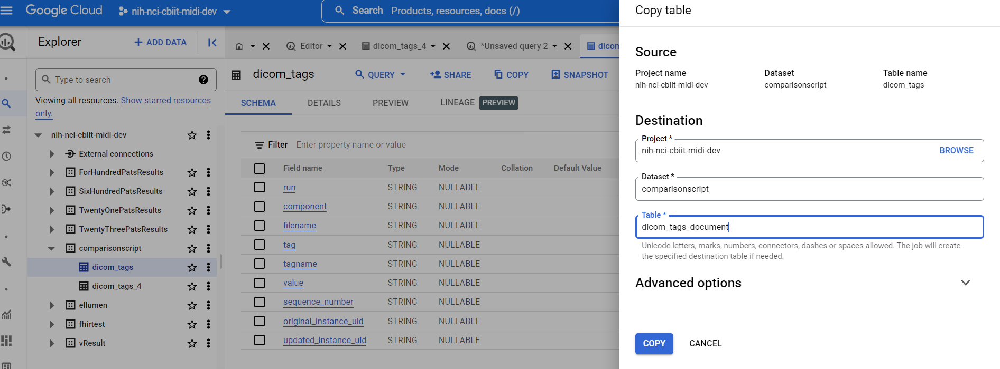 Google Cloud
nih-nci-cbiit-midi-dev
Search Products, resources, docs (/)
Explorer
+ ADD DATA
Type to search
Viewing all resources. Show starred resources
only.
nih-nci-cbiit-midi-dev
External connections
ForHundredPatsResults
SixHundredPatsResults
TwentyOnePatsResults
TwentyThreePatsResults
comparisonscript
dicom_tags
dicom_tags_4
ellumen
fhirtest
vResult
Editor
dicom_tags_4
*Unsaved query 2
dicom
dicom_tags
QUERY
SHARE
COPY
SNAPSHOT
SCHEMA
DETAILS
PREVIEW
LINEAGE PREVIEW
Filter Enter property name or value
Field name Type Mode Collation Default Value
run STRING NULLABLE
component STRING NULLABLE
filename STRING NULLABLE
tag STRING NULLABLE
tagname STRING NULLABLE
value STRING NULLABLE
sequence_number STRING NULLABLE
original_instance_uid STRING NULLABLE
updated_instance_uid STRING NULLABLE
Copy table
Source
Project name Dataset Table name
nih-nci-cbiit-midi-dev comparisonscript dicom_tags
Destination
Project *
nih-nci-cbiit-midi-dev BROWSE
Dataset *
comparisonscript
Table *
dicom_tags_document
Unicode letters, marks, numbers, connectors, dashes or spaces allowed. The job will create
the specified destination table if needed.
Advanced options
COPY CANCEL